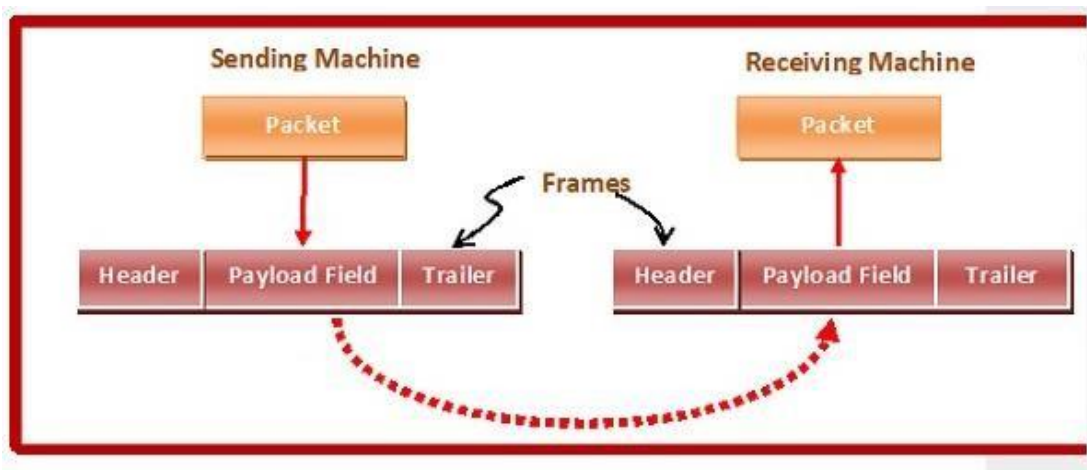 Sending Machine
Receiving Machine
Packet
Packet
Frames
Header Payload Field Trailer
Header Payload Field Trailer